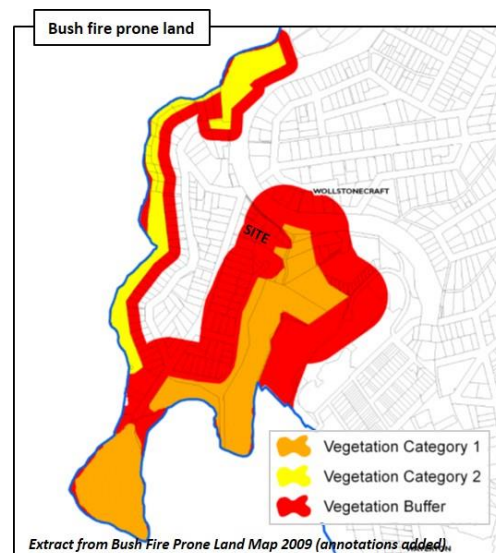 Bush fire prone land
WOLLSTONECRAFT
SITE
Vegetation Category 1
Vegetation Category 2
Vegetation Buffer
Extract from Bush Fire Prone Land Map 2009 (annotations added)